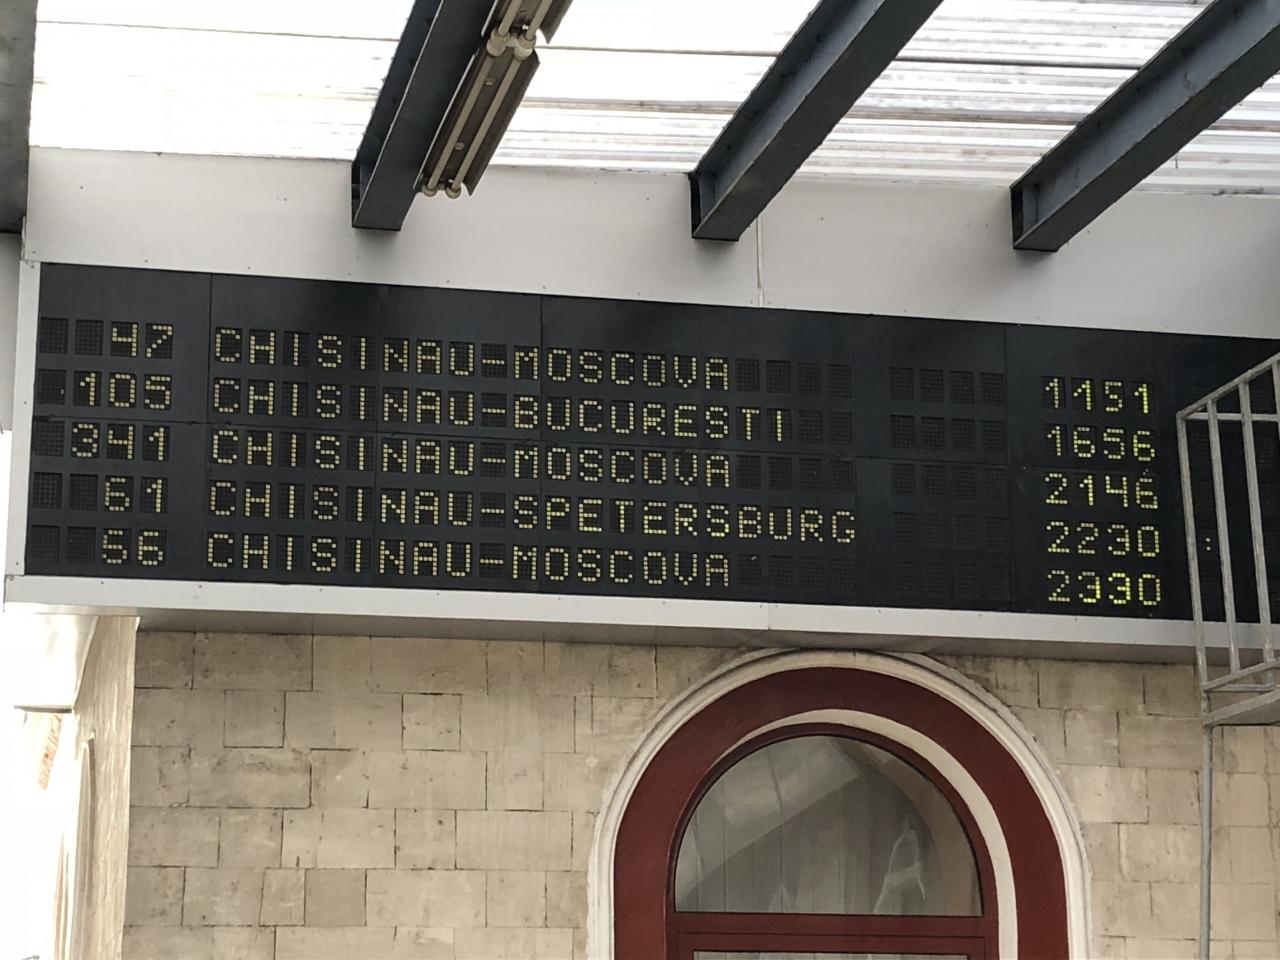 47 CHISINAU-MOSCOVA 1151
105 CHISINAU-BUCURESTI 1656
341 CHISINAU-MOSCOVA 2146
61 CHISINAU-SPETERSBURG 2230
56 CHISINAU-MOSCOVA 2330